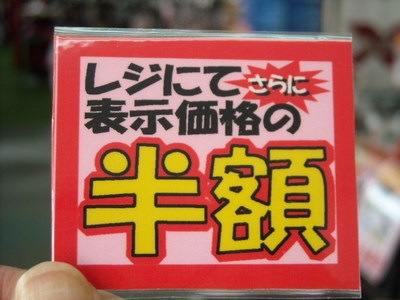 レジにて さらに
表示価格の
半額